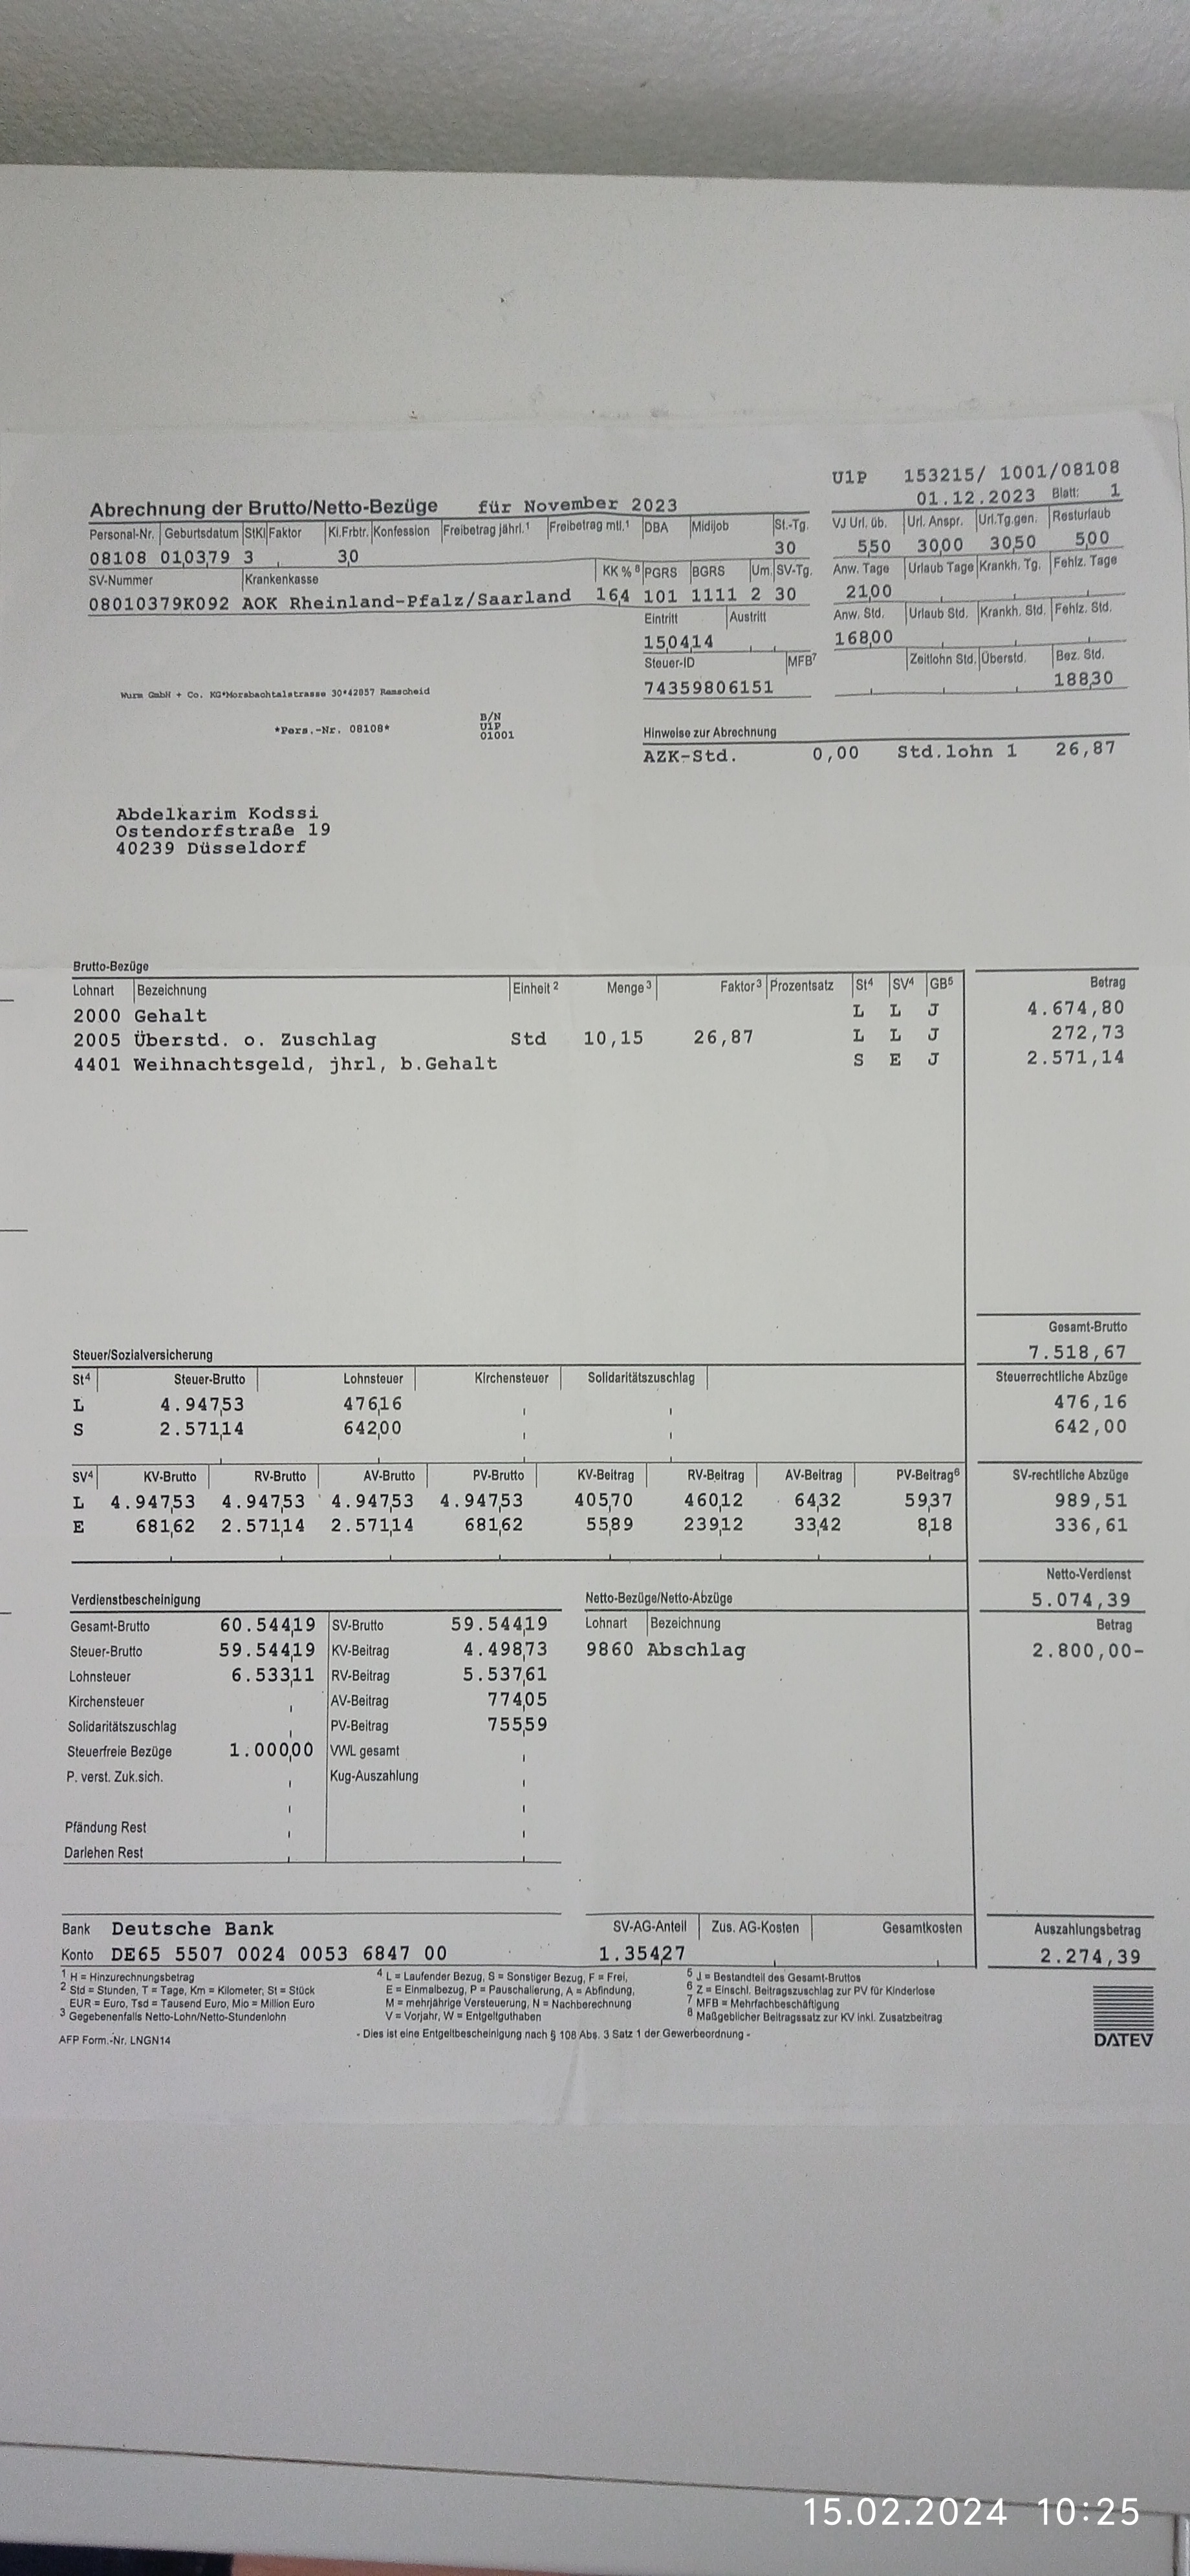 U1P 153215/ 1001/08108
Abrechnung der Brutto/Netto-Bezüge für November 2023 01.12.2023 Blatt: 1
Personal-Nr. Geburtsdatum StKl Faktor Ki.Frbtr. Konfession Freibetrag jährl.¹ Freibetrag mtl.¹ DBA Midijob St.-Tg. VJ Url. üb. Url. Anspr. Url.Tg.gen. Resturlaub
08108 010379 3 30 30 5,50 30,00 30,50 5,00
SV-Nummer Krankenkasse KK % ⁸ PGRS BGRS Um. SV-Tg. Anw. Tage Urlaub Tage Krankh. Tg. Fehlz. Tage
08010379K092 AOK Rheinland-Pfalz/Saarland 164 101 1111 2 30 21,00
Eintritt Austritt Anw. Std. Urlaub Std. Krankh. Std. Fehlz. Std.
150414 168,00
Steuer-ID MFB⁷ Zeitlohn Std. Überstd. Bez. Std.
74359806151 188,30
Wurm GmbH + Co. KG*Morsbachtalstrasse 30*42857 Remscheid
*Pers.-Nr. 08108*
B/N
U1P
01001
Hinweise zur Abrechnung
AZK-Std. 0,00 Std.lohn 1 26,87
Abdelkarim Kodssi
Ostendorfstraße 19
40239 Düsseldorf
Brutto-Bezüge
Lohnart Bezeichnung Einheit ² Menge ³ Faktor ³ Prozentsatz St⁴ SV⁴ GB⁵ Betrag
2000 Gehalt L L J 4.674,80
2005 Überstd. o. Zuschlag Std 10,15 26,87 L L J 272,73
4401 Weihnachtsgeld, jhrl, b.Gehalt S E J 2.571,14
Gesamt-Brutto
7.518,67
Steuer/Sozialversicherung
St⁴ Steuer-Brutto Lohnsteuer Kirchensteuer Solidaritätszuschlag Steuerrechtliche Abzüge
L 4.947,53 476,16 476,16
S 2.571,14 642,00 642,00
SV⁴ KV-Brutto RV-Brutto AV-Brutto PV-Brutto KV-Beitrag RV-Beitrag AV-Beitrag PV-Beitrag⁶ SV-rechtliche Abzüge
L 4.947,53 4.947,53 4.947,53 4.947,53 405,70 460,12 64,32 59,37 989,51
E 681,62 2.571,14 2.571,14 681,62 55,89 239,12 33,42 8,18 336,61
Netto-Verdienst
5.074,39
Verdienstbescheinigung Netto-Bezüge/Netto-Abzüge
Gesamt-Brutto 60.544,19 SV-Brutto 59.544,19 Lohnart Bezeichnung Betrag
Steuer-Brutto 59.544,19 KV-Beitrag 4.498,73 9860 Abschlag 2.800,00-
Lohnsteuer 6.533,11 RV-Beitrag 5.537,61
Kirchensteuer AV-Beitrag 774,05
Solidaritätszuschlag PV-Beitrag 755,59
Steuerfreie Bezüge 1.000,00 VWL gesamt
P. verst. Zuk.sich. Kug-Auszahlung
Pfändung Rest
Darlehen Rest
Bank Deutsche Bank SV-AG-Anteil Zus. AG-Kosten Gesamtkosten Auszahlungsbetrag
Konto DE65 5507 0024 0053 6847 00 1.354,27 2.274,39
¹ H = Hinzurechnungsbetrag
² Std = Stunden, T = Tage, Km = Kilometer, St = Stück
EUR = Euro, Tsd = Tausend Euro, Mio = Million Euro
³ Gegebenenfalls Netto-Lohn/Netto-Stundenlohn
⁴ L = Laufender Bezug, S = Sonstiger Bezug, F = Frei,
E = Einmalbezug, P = Pauschalierung, A = Abfindung,
M = mehrjährige Versteuerung, N = Nachberechnung
V = Vorjahr, W = Entgeltguthaben
⁵ J = Bestandteil des Gesamt-Bruttos
⁶ Z = Einschl. Beitragszuschlag zur PV für Kinderlose
⁷ MFB = Mehrfachbeschäftigung
⁸ Maßgeblicher Beitragssatz zur KV inkl. Zusatzbeitrag
AFP Form.-Nr. LNGN14
- Dies ist eine Entgeltbescheinigung nach § 108 Abs. 3 Satz 1 der Gewerbeordnung -
DATEV
15.02.2024 10:25